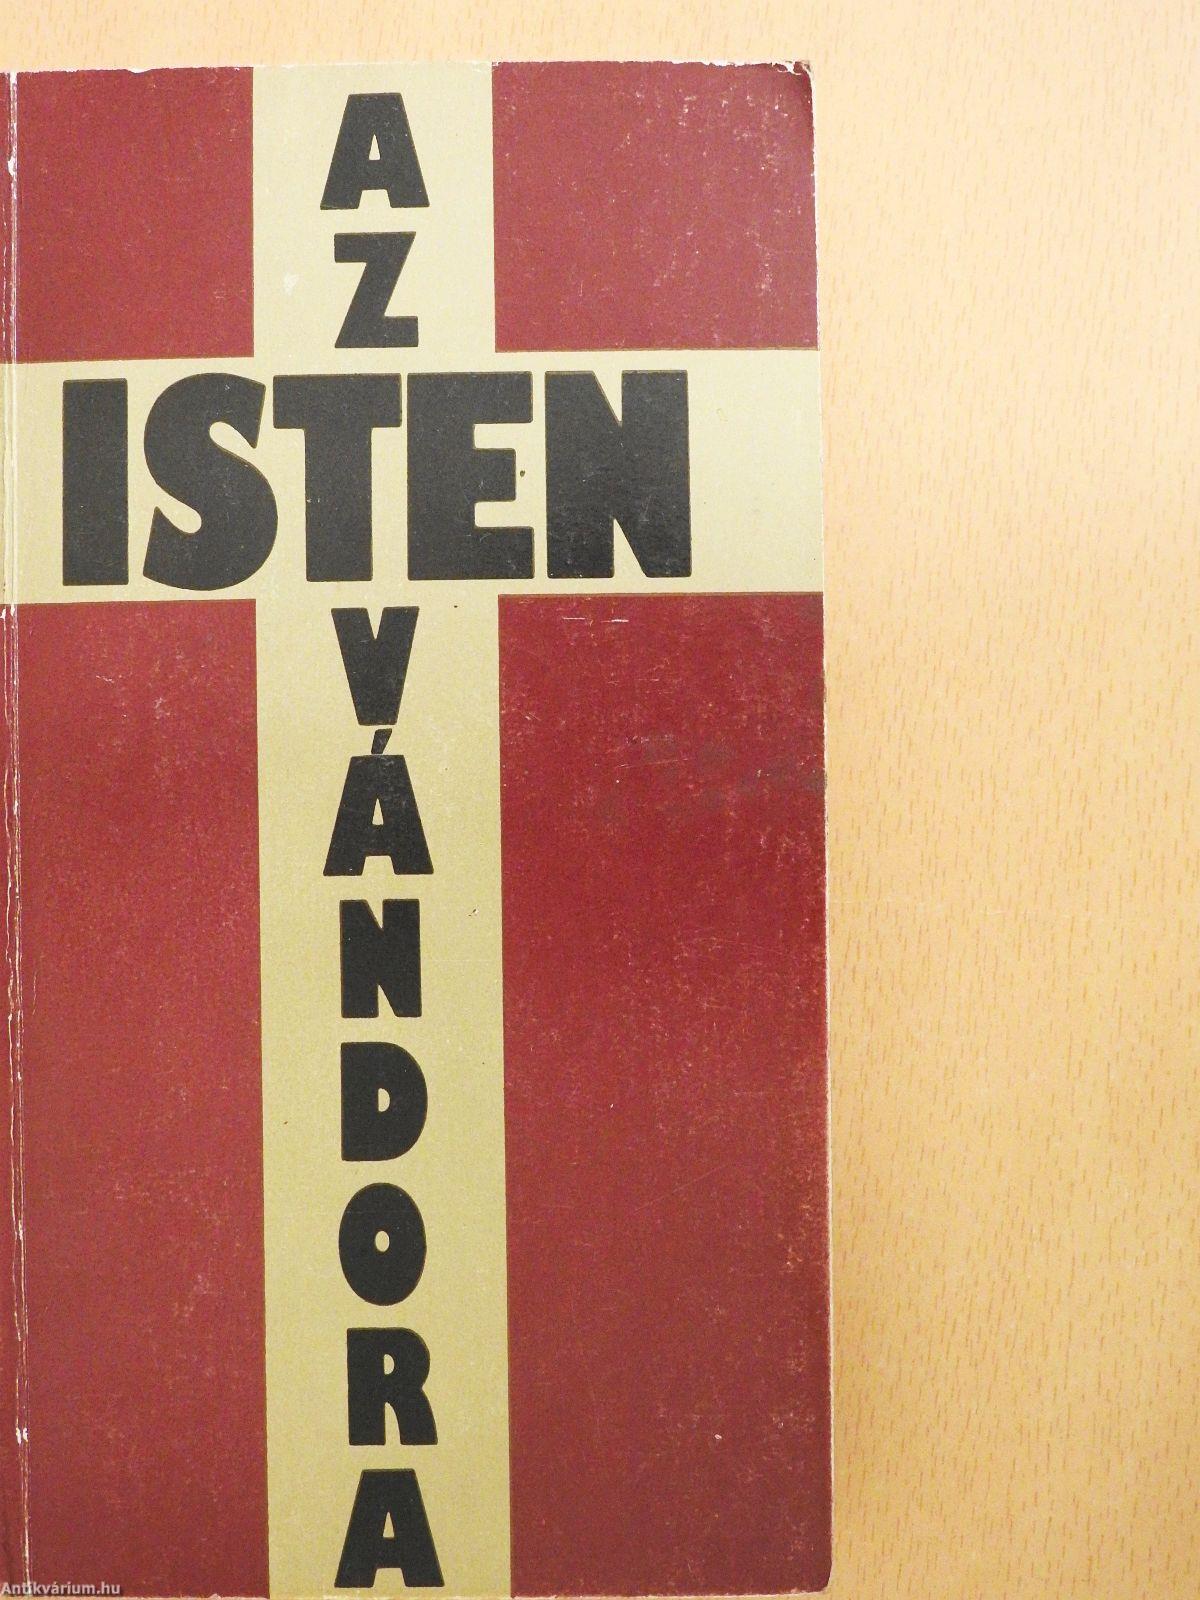 AZ
ISTEN
VÁNDORA
Antikvárium.hu